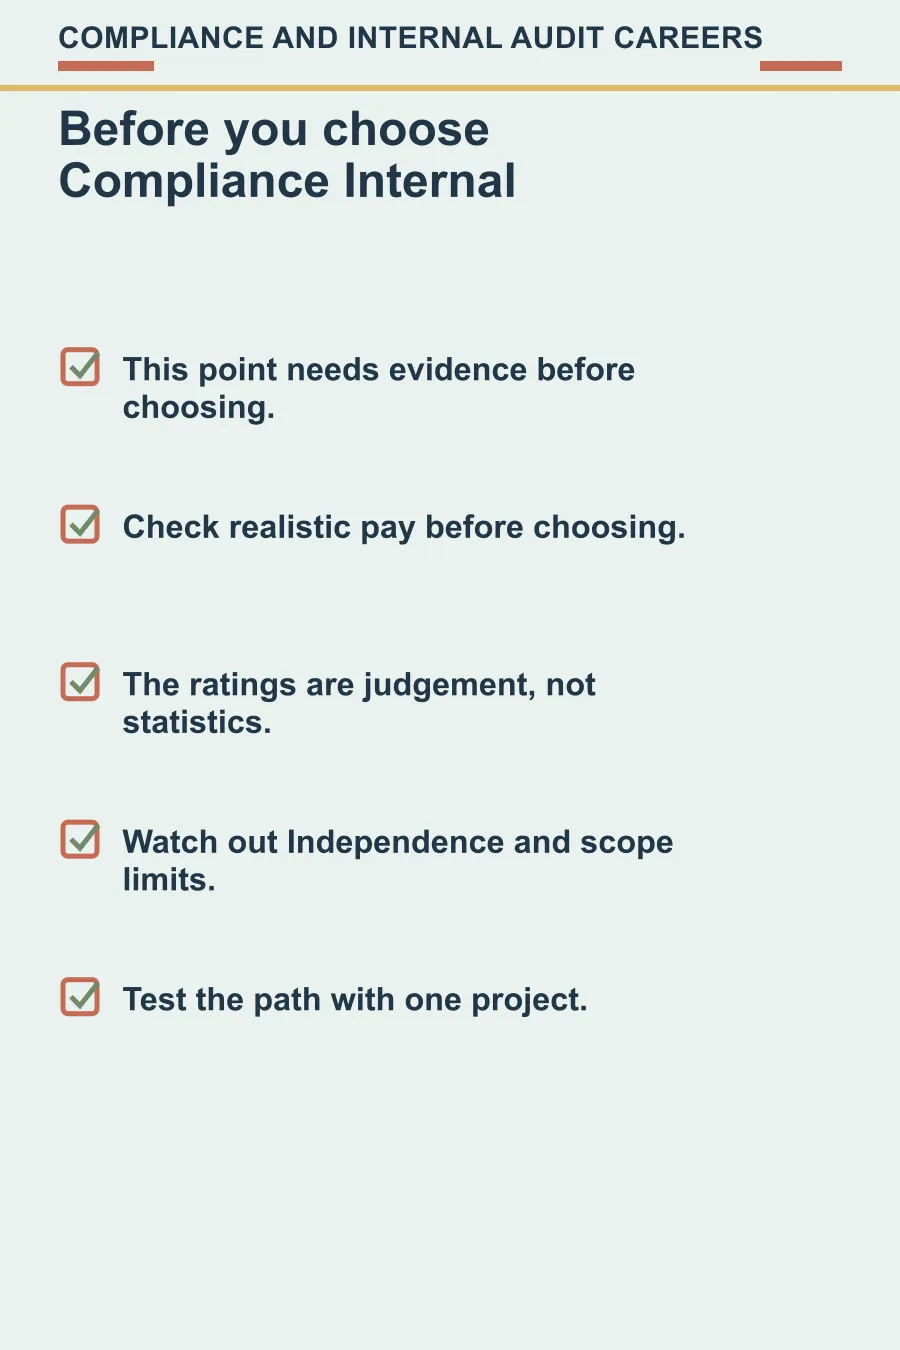 COMPLIANCE AND INTERNAL AUDIT CAREERS
Before you choose
Compliance Internal
This point needs evidence before
choosing.
Check realistic pay before choosing.
The ratings are judgement, not
statistics.
Watch out Independence and scope
limits.
Test the path with one project.